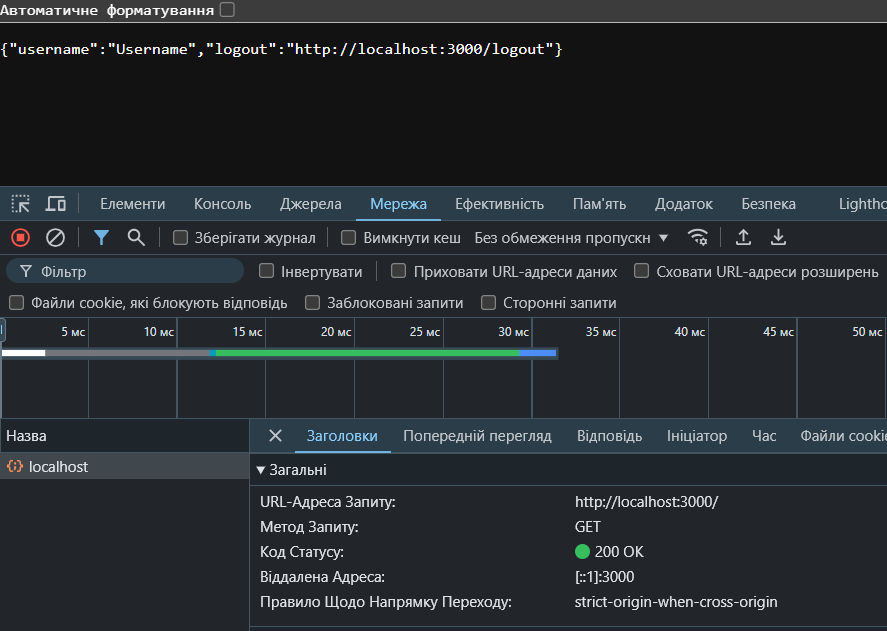 Автоматичне форматування
{"username":"Username","logout":"http://localhost:3000/logout"}
Елементи Консоль Джерела Мережа Ефективність Пам'ять Додаток Безпека Lightho
Зберігати журнал Вимкнути кеш Без обмеження пропускн
Фільтр Інвертувати Приховати URL-адреси даних Сховати URL-адреси розширень
Файли cookie, які блокують відповідь Заблоковані запити Сторонні запити
5 мс 10 мс 15 мс 20 мс 25 мс 30 мс 35 мс 40 мс 45 мс 50 мс
Назва Заголовки Попередній перегляд Відповідь Ініціатор Час Файли cookie
localhost Загальні
URL-Адреса Запиту: http://localhost:3000/
Метод Запиту: GET
Код Статусу: 200 OK
Віддалена Адреса: [::1]:3000
Правило Щодо Напрямку Переходу: strict-origin-when-cross-origin